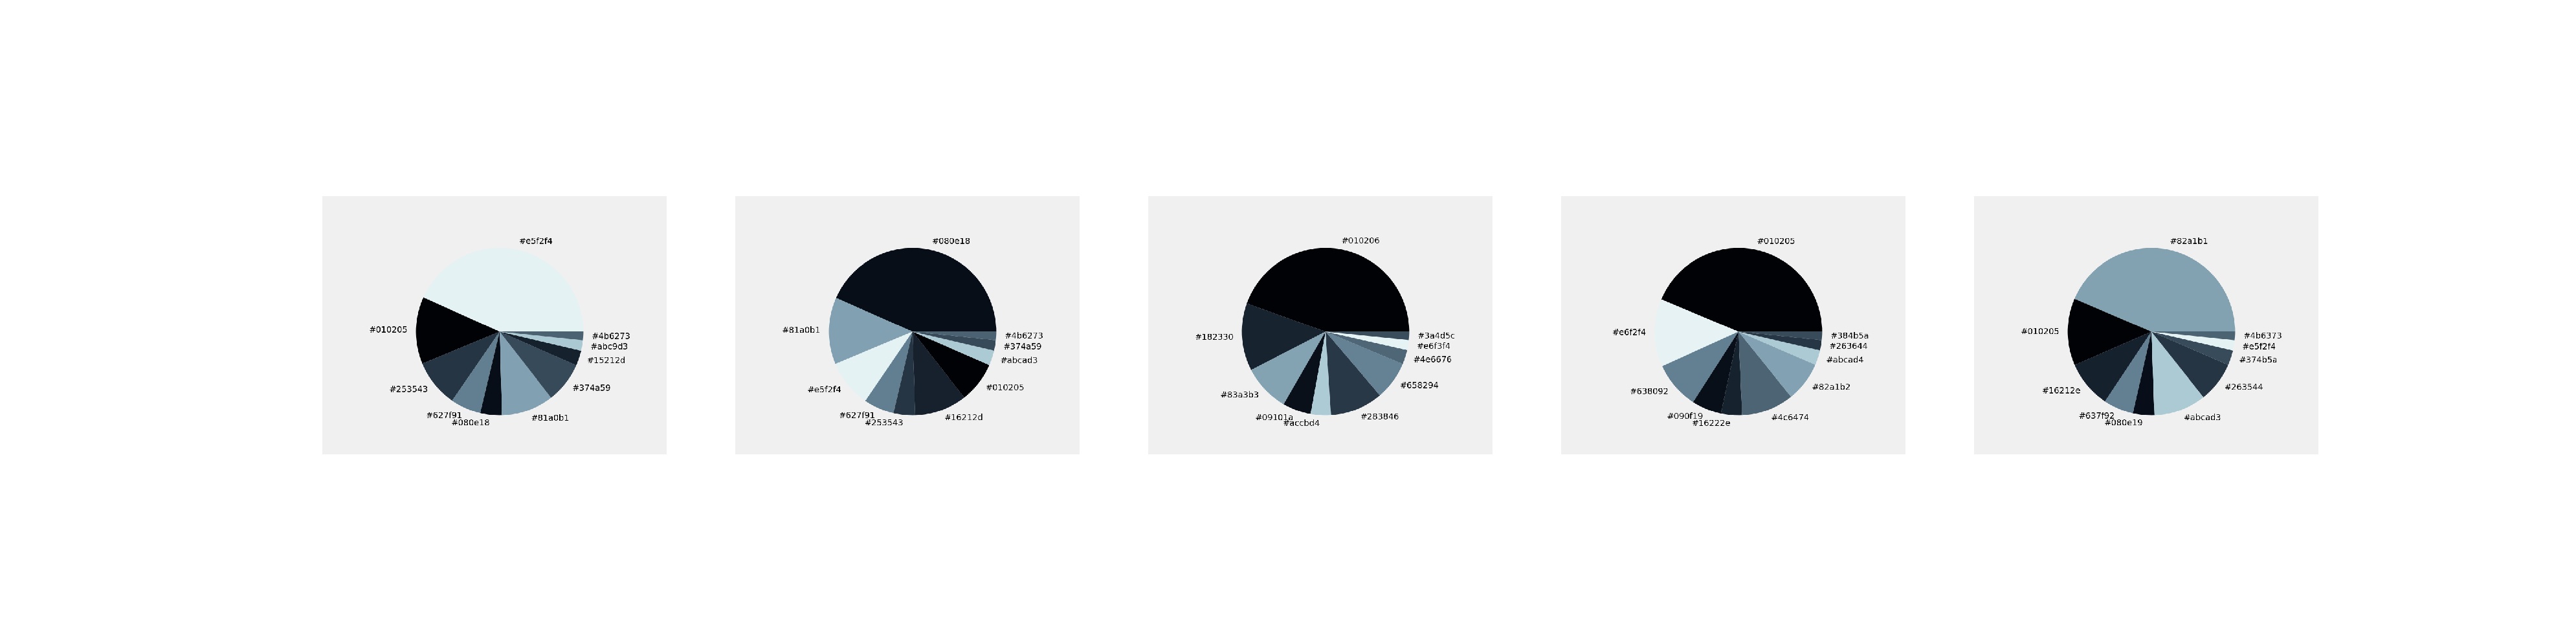 #e5f2f4
#010205
#253543
#627f91
#080e18
#81a0b1
#374a59
#15212d
#abc9d3
#4b6273
#080e18
#81a0b1
#e5f2f4
#627f91
#253543
#16212d
#010205
#abcad3
#374a59
#4b6273
#010206
#182330
#83a3b3
#09101a
#accbd4
#283846
#658294
#4e6676
#e6f3f4
#3a4d5c
#010205
#e6f2f4
#638092
#090f19
#16222e
#4c6474
#82a1b2
#abcad4
#263644
#384b5a
#82a1b1
#010205
#16212e
#637f92
#080e19
#abcad3
#263544
#374b5a
#e5f2f4
#4b6373